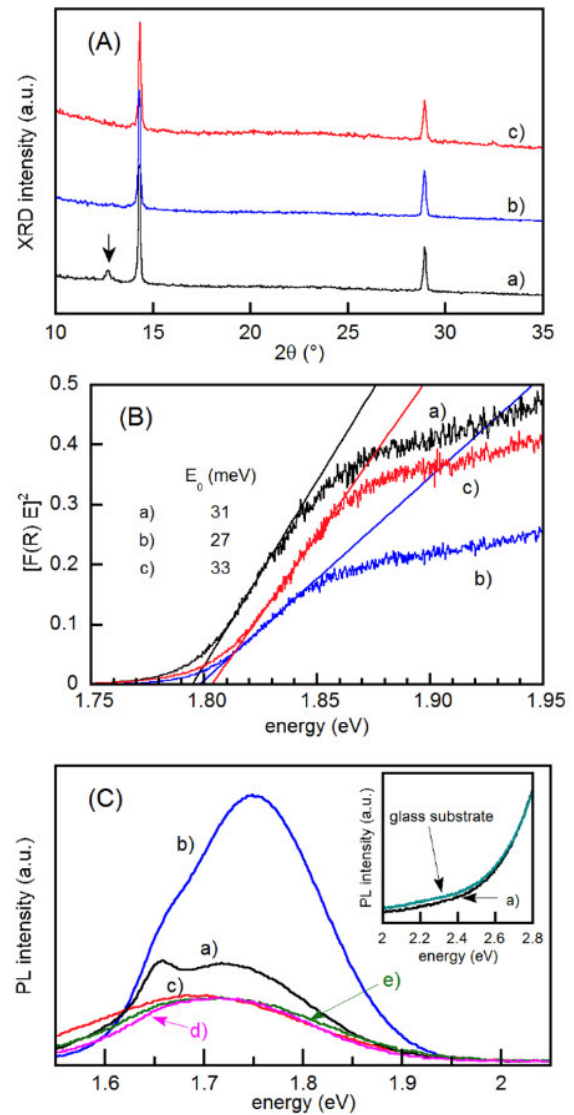 (A)
XRD intensity (a.u.)
c)
b)
a)
10 15 20 25 30 35
2θ (°)
(B)
[F(R) E]²
0.5
0.4
0.3
0.2
0.1
0
E₀ (meV)
a) 31
b) 27
c) 33
a)
c)
b)
1.75 1.80 1.85 1.90 1.95
energy (eV)
(C)
PL intensity (a.u.)
b)
a)
c)
d)
e)
1.6 1.7 1.8 1.9 2
energy (eV)
PL intensity (a.u.)
glass substrate
a)
2 2.2 2.4 2.6 2.8
energy (eV)